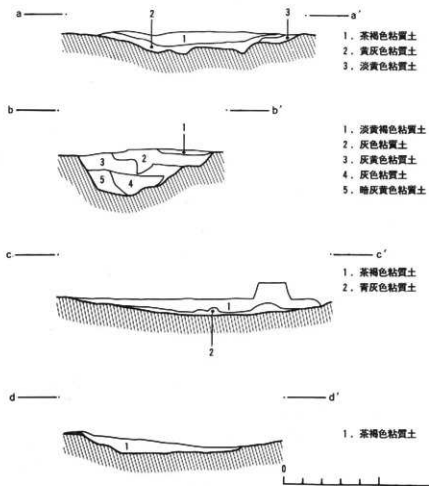 a a′
2 3
1
1．茶褐色粘質土
2．黄灰色粘質土
3．淡黄色粘質土
b b′
1
3 2
5 4
1．淡黄褐色粘質土
2．灰色粘質土
3．灰黄色粘質土
4．灰色粘質土
5．暗灰黄色粘質土
c c′
1
2
1．茶褐色粘質土
2．青灰色粘質土
d d′
1
1．茶褐色粘質土
0